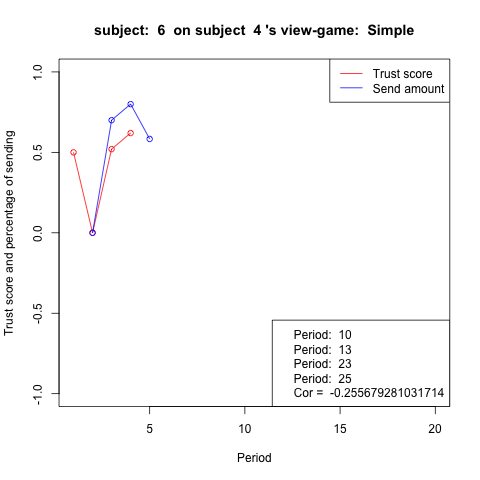 subject:  6  on subject  4 's view-game:  Simple
Trust score
Send amount
Trust score and percentage of sending
1.0
0.5
0.0
-0.5
-1.0
Period:  10
Period:  13
Period:  23
Period:  25
Cor =  -0.255679281031714
5
10
15
20
Period